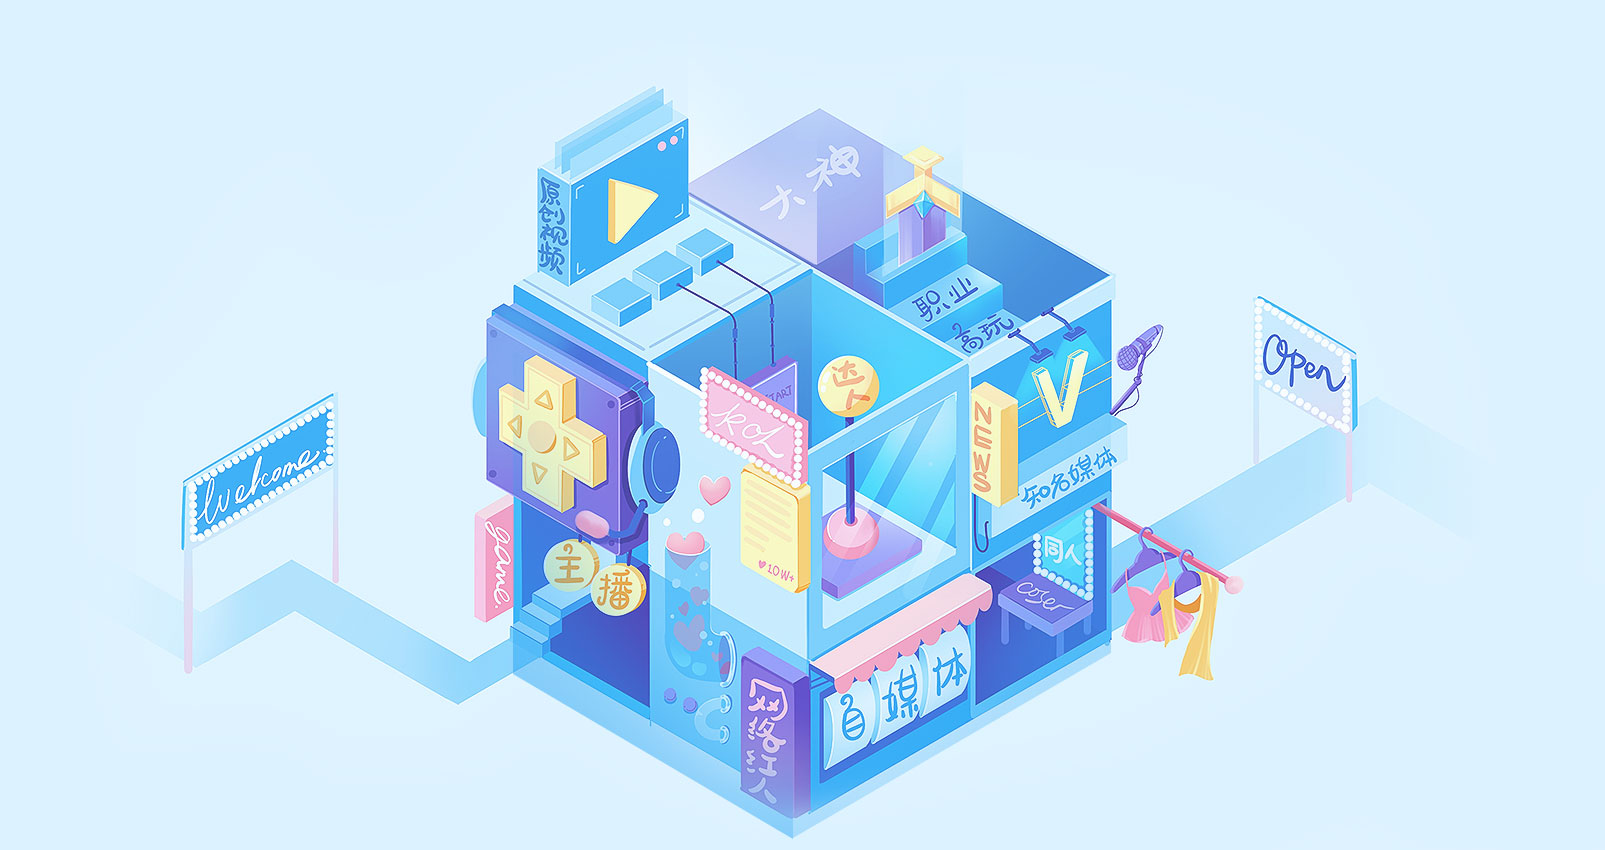 大神
原创视频
职业
高玩
START
达人
KOL
V
NEWS
知名媒体
Open
welcome
game.
主播
10W+
同人
coser
自媒体
网络红人